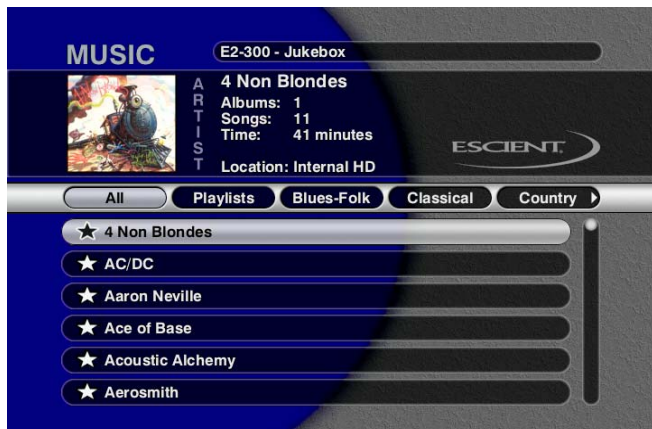 MUSIC
E2-300 - Jukebox
ARTIST
4 Non Blondes
Albums: 1
Songs: 11
Time: 41 minutes
Location: Internal HD
ESCIENT.
All
Playlists
Blues-Folk
Classical
Country
4 Non Blondes
AC/DC
Aaron Neville
Ace of Base
Acoustic Alchemy
Aerosmith